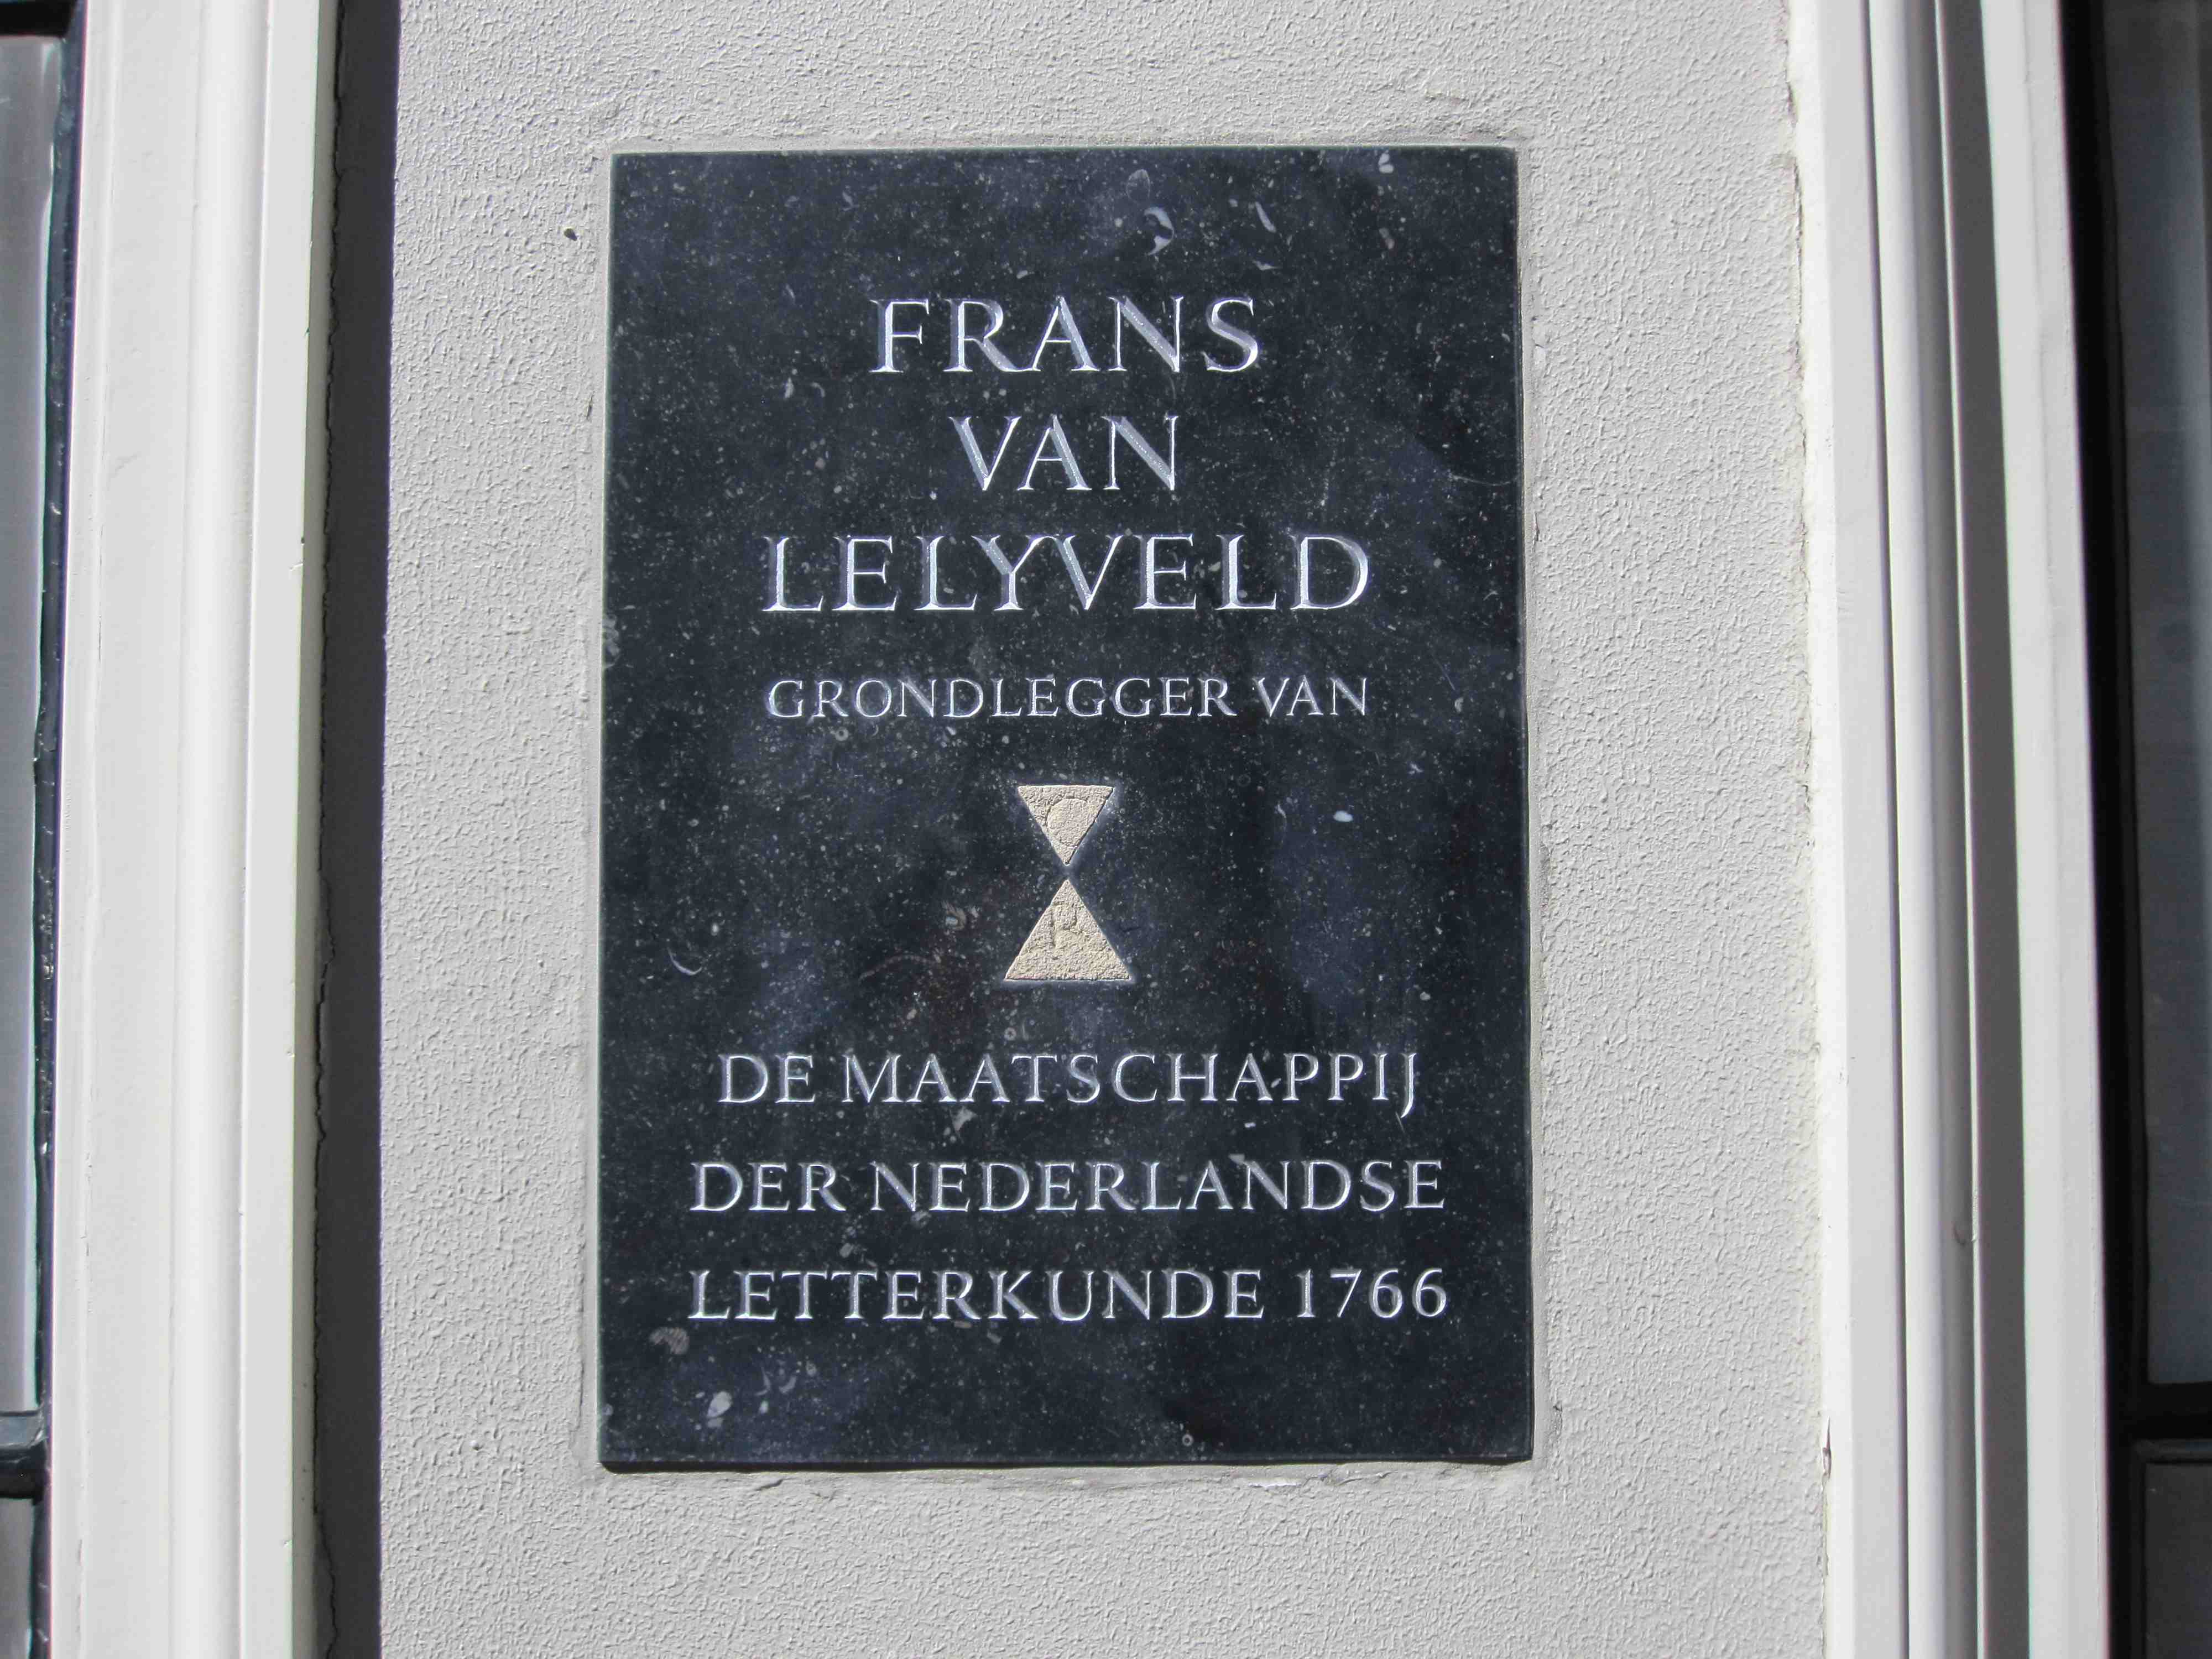 FRANS
VAN
LELYVELD
GRONDLEGGER VAN
DE MAATSCHAPPIJ
DER NEDERLANDSE
LETTERKUNDE 1766